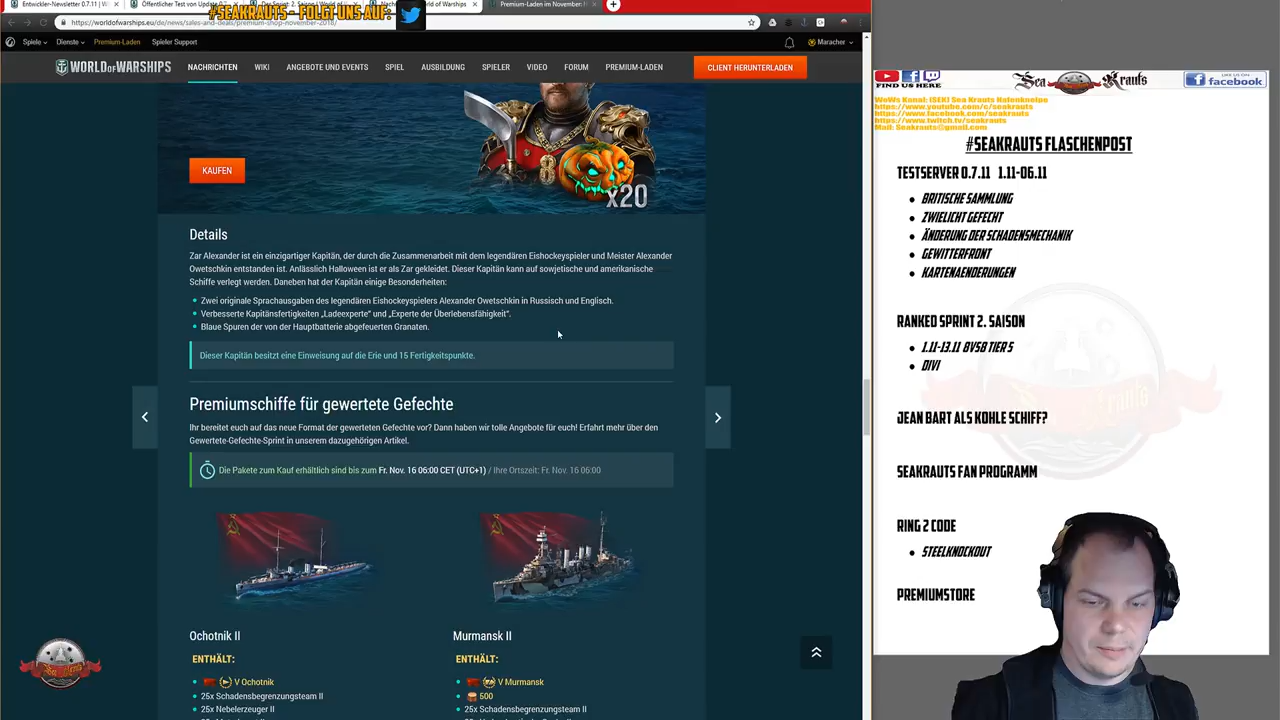 Entwickler-Newsletter 0.7.11
Öffentlicher Test von Update 0.
Der Sprint: 2. Saison | World o
of Warships
Premium-Laden im November:
#SEAKRAUTS - FOLGT UNS AUF:
https://worldofwarships.eu/de/news/sales-and-deals/premium-shop-november-2018/
Spiele Dienste Premium-Laden Spieler Support
Maracher
WORLD OF WARSHIPS
NACHRICHTEN WIKI ANGEBOTE UND EVENTS SPIEL AUSBILDUNG SPIELER VIDEO FORUM PREMIUM-LADEN CLIENT HERUNTERLADEN
KAUFEN
x20
Details
Zar Alexander ist ein einzigartiger Kapitän, der durch die Zusammenarbeit mit dem legendären Eishockeyspieler und Meister Alexander
Owetschkin entstanden ist. Anlässlich Halloween ist er als Zar gekleidet. Dieser Kapitän kann auf sowjetische und amerikanische
Schiffe verlegt werden. Daneben hat der Kapitän einige Besonderheiten:
Zwei originale Sprachausgaben des legendären Eishockeyspielers Alexander Owetschkin in Russisch und Englisch.
Verbesserte Kapitänsfertigkeiten „Ladeexperte“ und „Experte der Überlebensfähigkeit“.
Blaue Spuren der von der Hauptbatterie abgefeuerten Granaten.
Dieser Kapitän besitzt eine Einweisung auf die Erie und 15 Fertigkeitspunkte.
Premiumschiffe für gewertete Gefechte
Ihr bereitet euch auf das neue Format der gewerteten Gefechte vor? Dann haben wir tolle Angebote für euch! Erfahrt mehr über den
Gewertete-Gefechte-Sprint in unserem dazugehörigen Artikel.
Die Pakete zum Kauf erhältlich sind bis zum Fr. Nov. 16 06:00 CET (UTC+1) / Ihre Ortszeit: Fr. Nov. 16 06:00
Ochotnik II
ENTHÄLT:
V Ochotnik
25x Schadensbegrenzungsteam II
25x Nebelerzeuger II
Murmansk II
ENTHÄLT:
V Murmansk
500
25x Schadensbegrenzungsteam II
FIND US HERE
Sea Krauts
LIKE US ON facebook
WoWs Kanal: [SEK] Sea Krauts Hafenkneipe
https://www.youtube.com/c/seakrauts
https://www.facebook.com/seakrauts
https://www.twitch.tv/seakrauts
Mail: Seakrauts@gmail.com
#SEAKRAUTS FLASCHENPOST
TESTSERVER 0.7.11 1.11-06.11
BRITISCHE SAMMLUNG
ZWIELICHT GEFECHT
ÄNDERUNG DER SCHADENSMECHANIK
GEWITTERFRONT
KARTENAENDERUNGEN
RANKED SPRINT 2. SAISON
1.11-13.11 8VS8 TIER 5
DIVI
JEAN BART ALS KOHLE SCHIFF?
SEAKRAUTS FAN PROGRAMM
RING 2 CODE
STEELKNOCKOUT
PREMIUMSTORE